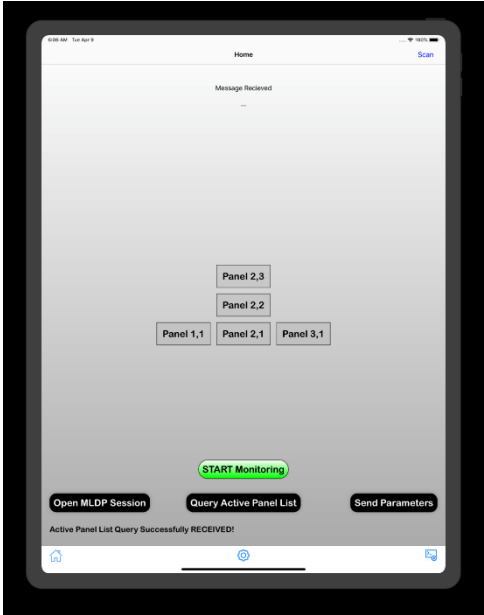 6:06 AM Tue Apr 9
100%
Home
Scan
Message Recieved
...
Panel 2,3
Panel 2,2
Panel 1,1 Panel 2,1 Panel 3,1
START Monitoring
Open MLDP Session Query Active Panel List Send Parameters
Active Panel List Query Successfully RECEIVED!